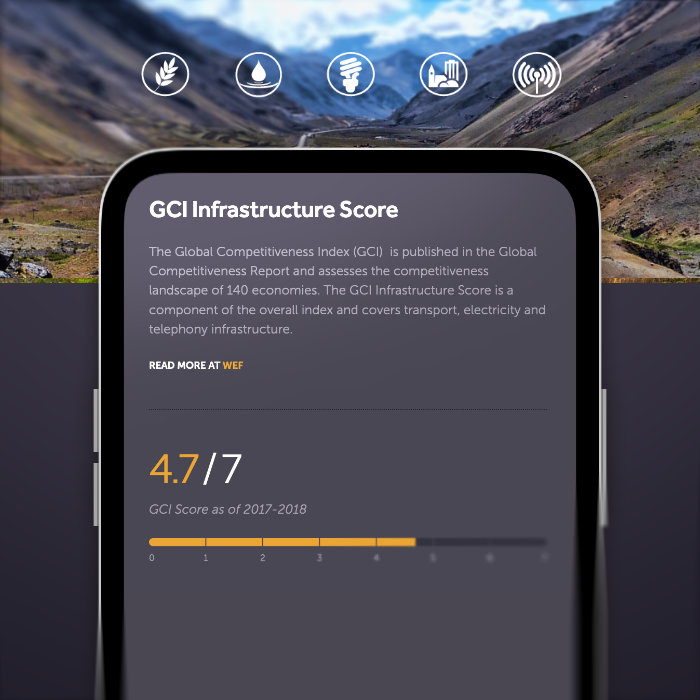 GCI Infrastructure Score
The Global Competitiveness Index (GCI) is published in the Global
Competitiveness Report and assesses the competitiveness
landscape of 140 economies. The GCI Infrastructure Score is a
component of the overall index and covers transport, electricity and
telephony infrastructure.
READ MORE AT WEF
4.7/7
GCI Score as of 2017-2018
0 1 2 3 4 5 6